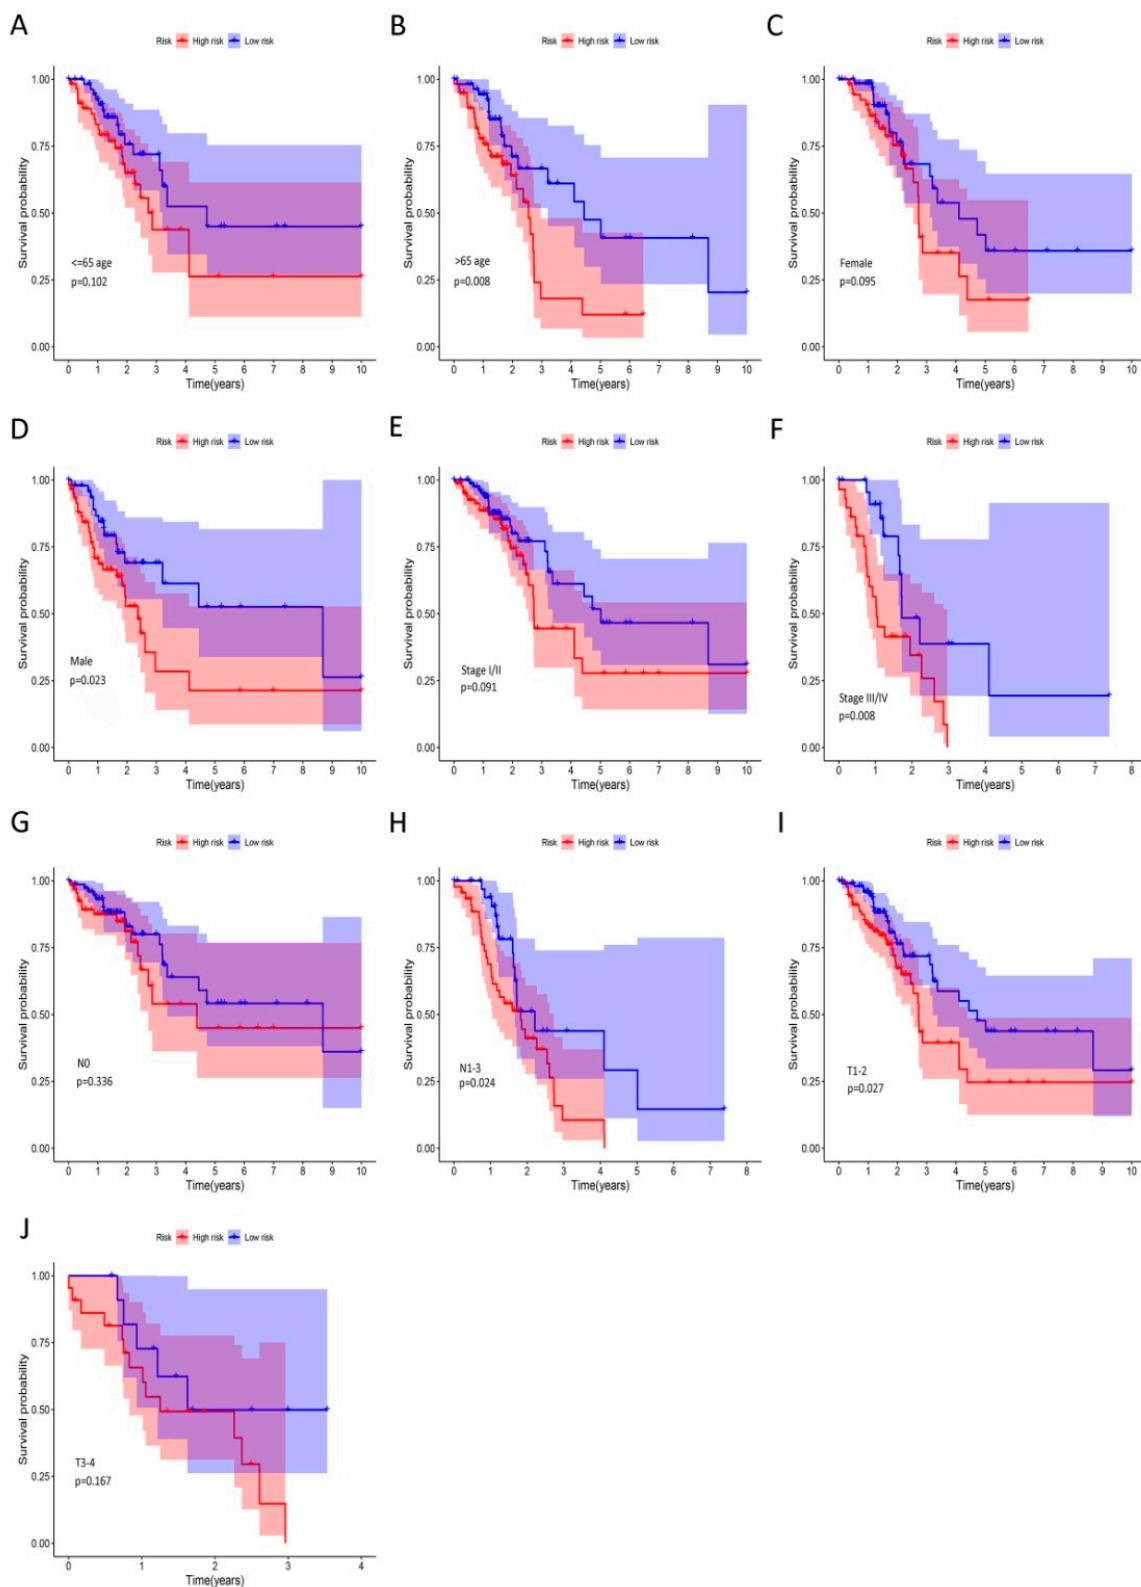 A
Risk High risk Low risk
Survival probability
1.00
0.75
0.50
0.25
0.00
<=65 age
p=0.102
0 1 2 3 4 5 6 7 8 9 10
Time(years)
B
Risk High risk Low risk
Survival probability
1.00
0.75
0.50
0.25
0.00
>65 age
p=0.008
0 1 2 3 4 5 6 7 8 9 10
Time(years)
C
Risk High risk Low risk
Survival probability
1.00
0.75
0.50
0.25
0.00
Female
p=0.095
0 1 2 3 4 5 6 7 8 9 10
Time(years)
D
Risk High risk Low risk
Survival probability
1.00
0.75
0.50
0.25
0.00
Male
p=0.023
0 1 2 3 4 5 6 7 8 9 10
Time(years)
E
Risk High risk Low risk
Survival probability
1.00
0.75
0.50
0.25
0.00
Stage I/II
p=0.091
0 1 2 3 4 5 6 7 8 9 10
Time(years)
F
Risk High risk Low risk
Survival probability
1.00
0.75
0.50
0.25
0.00
Stage III/IV
p=0.008
0 1 2 3 4 5 6 7 8
Time(years)
G
Risk High risk Low risk
Survival probability
1.00
0.75
0.50
0.25
0.00
N0
p=0.336
0 1 2 3 4 5 6 7 8 9 10
Time(years)
H
Risk High risk Low risk
Survival probability
1.00
0.75
0.50
0.25
0.00
N1-3
p=0.024
0 1 2 3 4 5 6 7 8
Time(years)
I
Risk High risk Low risk
Survival probability
1.00
0.75
0.50
0.25
0.00
T1-2
p=0.027
0 1 2 3 4 5 6 7 8 9 10
Time(years)
J
Risk High risk Low risk
Survival probability
1.00
0.75
0.50
0.25
0.00
T3-4
p=0.167
0 1 2 3 4
Time(years)